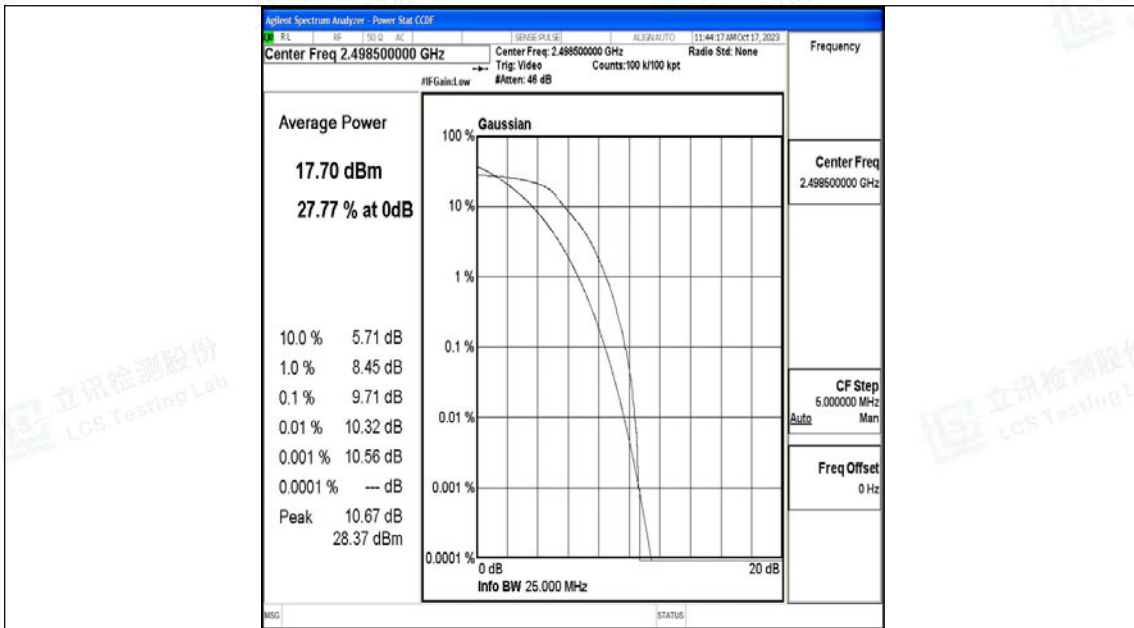 Agilent Spectrum Analyzer - Power Stat CCDF
RL RF 50 Ω AC SENSE:PULSE ALIGNAUTO 11:44:17 AM Oct 17, 2023
Center Freq 2.498500000 GHz
Center Freq: 2.498500000 GHz
Radio Std: None
Trig: Video
Counts:100 k/100 kpt
#IFGain:Low
#Atten: 46 dB
Frequency
Average Power
17.70 dBm
27.77 % at 0dB
10.0 % 5.71 dB
1.0 % 8.45 dB
0.1 % 9.71 dB
0.01 % 10.32 dB
0.001 % 10.56 dB
0.0001 % --- dB
Peak 10.67 dB
28.37 dBm
Gaussian
100 %
10 %
1 %
0.1 %
0.01 %
0.001 %
0.0001 %
0 dB
20 dB
Info BW 25.000 MHz
Center Freq
2.498500000 GHz
CF Step
5.000000 MHz
Auto Man
Freq Offset
0 Hz
MSG
STATUS
立讯检测股份
LCS Testing Lab
立讯检测股份
LCS Testing L